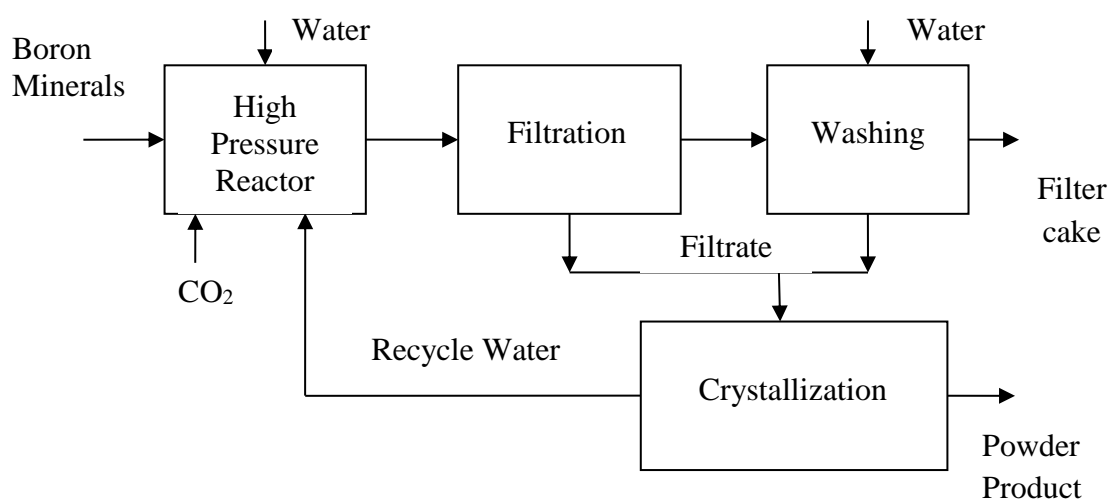 Water
Water
Boron
Minerals
High
Pressure
Reactor
Filtration
Washing
Filter
cake
Filtrate
CO₂
Recycle Water
Crystallization
Powder
Product